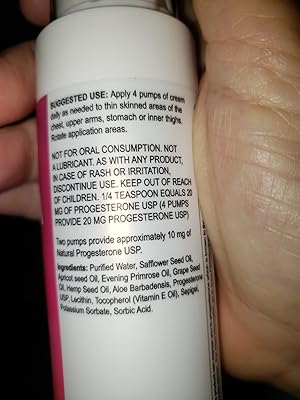 SUGGESTED USE: Apply 4 pumps of cream
daily as needed to thin skinned areas of the
chest, upper arms, stomach or inner thighs.
Rotate application areas.
NOT FOR ORAL CONSUMPTION. NOT
A LUBRICANT. AS WITH ANY PRODUCT,
IN CASE OF RASH OR IRRITATION,
DISCONTINUE USE. KEEP OUT OF REACH
OF CHILDREN. 1/4 TEASPOON EQUALS 20
MG OF PROGESTERONE USP (4 PUMPS
PROVIDE 20 MG PROGESTERONE USP)
Two pumps provide approximately 10 mg of
Natural Progesterone USP.
Ingredients: Purified Water, Safflower Seed Oil,
Apricot seed Oil, Evening Primrose Oil, Grape Seed
Oil, Hemp Seed Oil, Aloe Barbadensis, Progesterone
USP, Lecithin, Tocopherol (Vitamin E Oil), Sepigel,
Potassium Sorbate, Sorbic Acid.